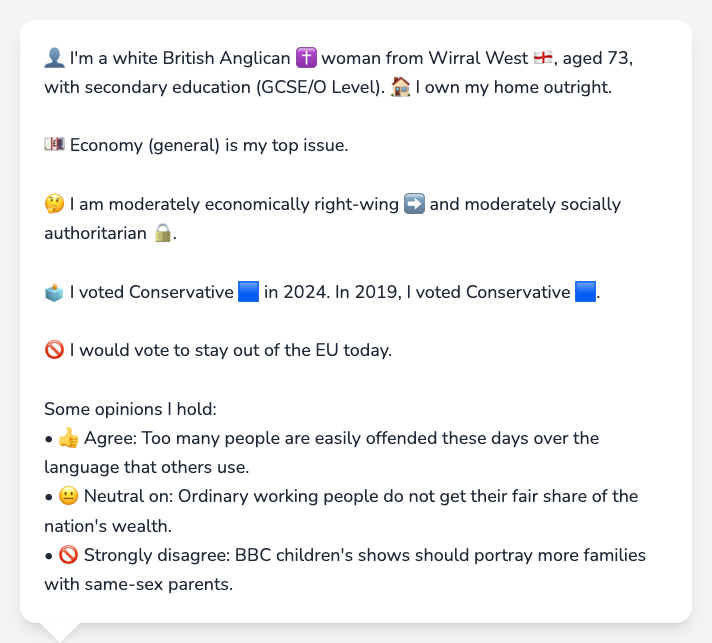 👤 I'm a white British Anglican ✝️ woman from Wirral West 🏴󠁧󠁢󠁥󠁮󠁧󠁿, aged 73,
with secondary education (GCSE/O Level). 🏠 I own my home outright.
💷 Economy (general) is my top issue.
🤔 I am moderately economically right-wing ➡️ and moderately socially
authoritarian 🔒.
🗳️ I voted Conservative 🟦 in 2024. In 2019, I voted Conservative 🟦.
🚫 I would vote to stay out of the EU today.
Some opinions I hold:
• 👍 Agree: Too many people are easily offended these days over the
language that others use.
• 😐 Neutral on: Ordinary working people do not get their fair share of the
nation's wealth.
• 🚫 Strongly disagree: BBC children's shows should portray more families
with same-sex parents.